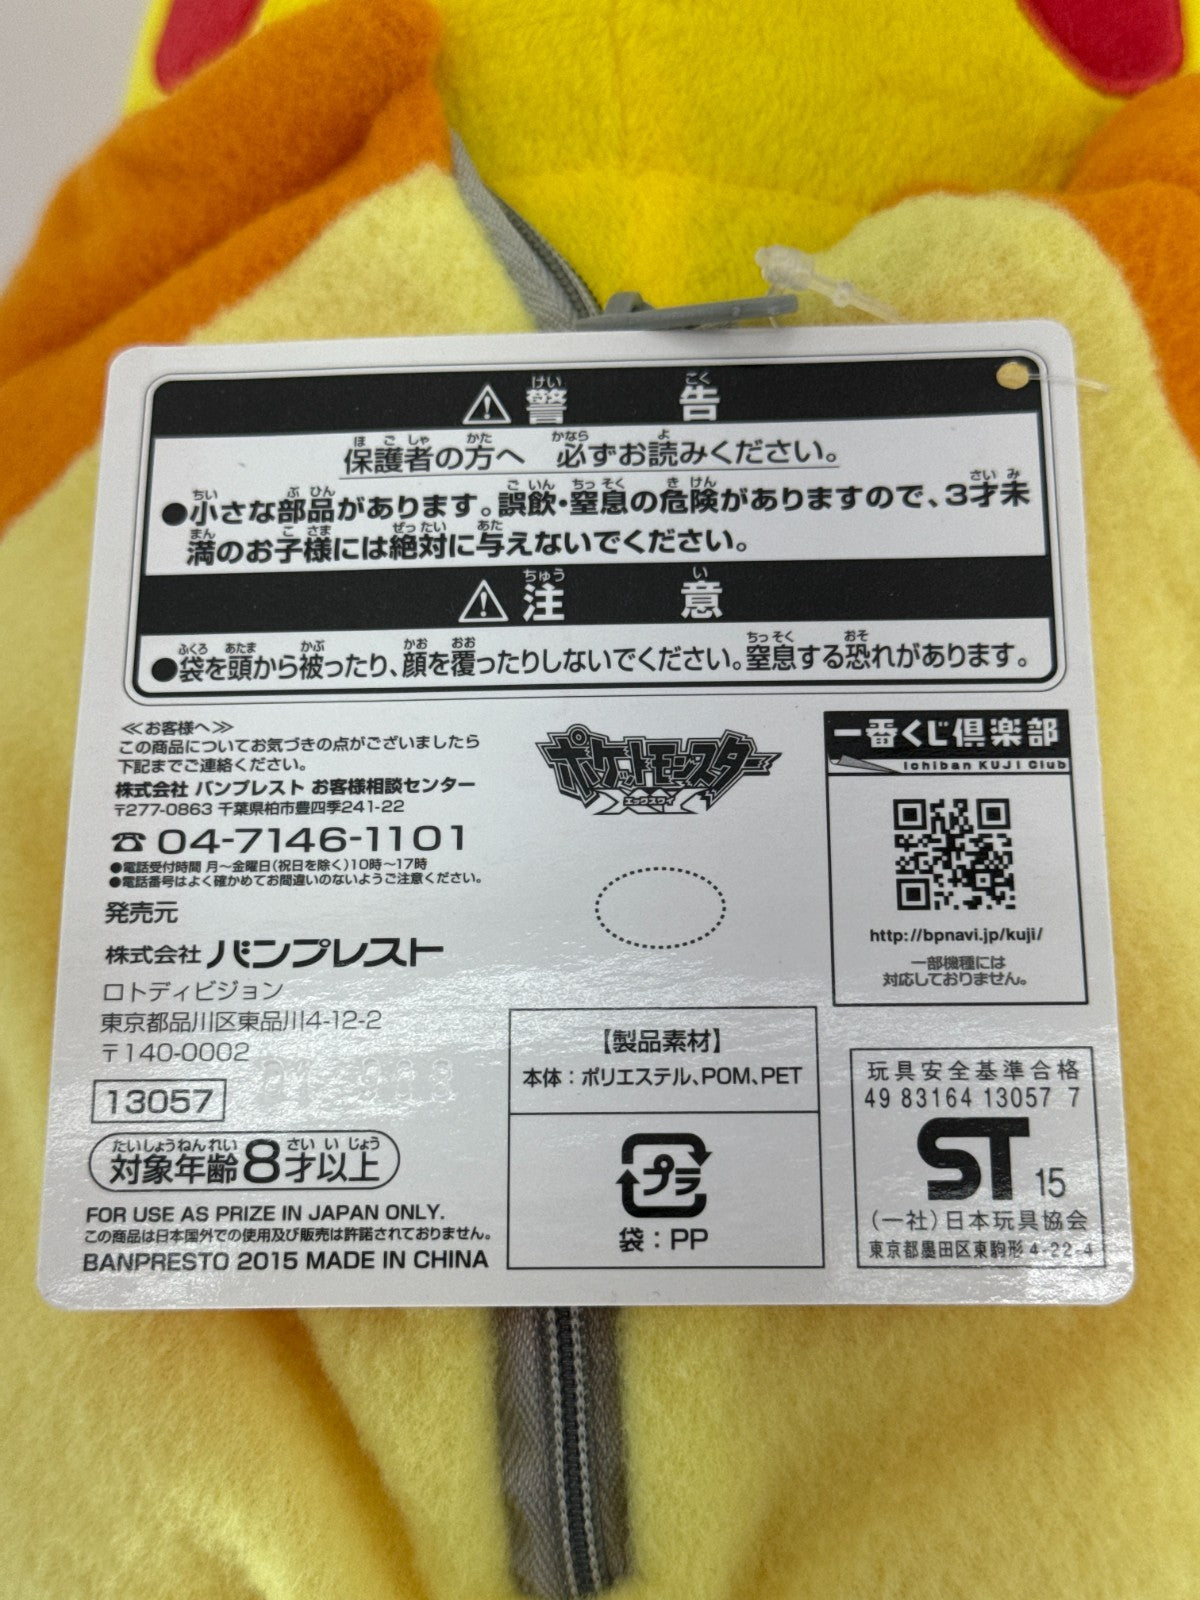 ⚠ 警告
保護者の方へ 必ずお読みください。
●小さな部品があります。誤飲・窒息の危険がありますので、3才未
満のお子様には絶対に与えないでください。
⚠ 注意
●袋を頭から被ったり、顔を覆ったりしないでください。窒息する恐れがあります。
≪お客様へ≫
この商品についてお気づきの点がございましたら
下記までご連絡ください。
株式会社 バンプレスト お客様相談センター
〒277-0863 千葉県柏市豊四季241-22
☎ 04-7146-1101
●電話受付時間 月～金曜日(祝日を除く)10時～17時
●電話番号はよく確かめてお間違いのないようご注意ください。
発売元
株式会社 バンプレスト
ロトディビジョン
東京都品川区東品川4-12-2
〒140-0002
13057
対象年齢8才以上
FOR USE AS PRIZE IN JAPAN ONLY.
この商品は日本国外での使用及び販売は許諾されておりません。
BANPRESTO 2015 MADE IN CHINA
ポケットモンスター
XY
エックスワイ
【製品素材】
本体：ポリエステル、POM、PET
プラ
袋：PP
一番くじ倶楽部
Ichiban KUJI Club
http://bpnavi.jp/kuji/
一部機種には
対応しておりません。
玩具安全基準合格
49 83164 13057 7
ST 15
(一社)日本玩具協会
東京都墨田区東駒形4-22-4